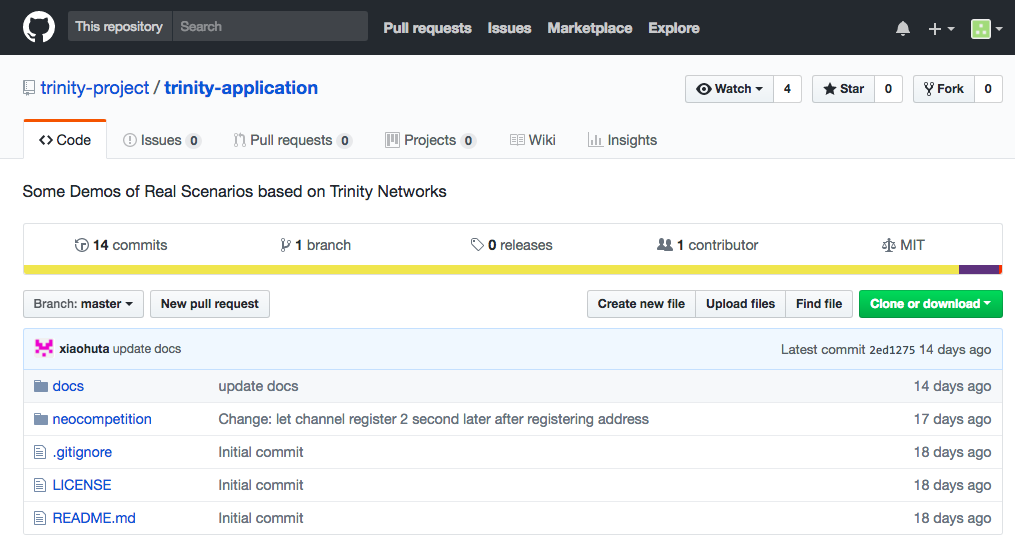 This repository Search Pull requests Issues Marketplace Explore
trinity-project / trinity-application Watch 4 Star 0 Fork 0
Code Issues 0 Pull requests 0 Projects 0 Wiki Insights
Some Demos of Real Scenarios based on Trinity Networks
14 commits 1 branch 0 releases 1 contributor MIT
Branch: master New pull request Create new file Upload files Find file Clone or download
xiaohuta update docs Latest commit 2ed1275 14 days ago
docs update docs 14 days ago
neocompetition Change: let channel register 2 second later after registering address 17 days ago
.gitignore Initial commit 18 days ago
LICENSE Initial commit 18 days ago
README.md Initial commit 18 days ago